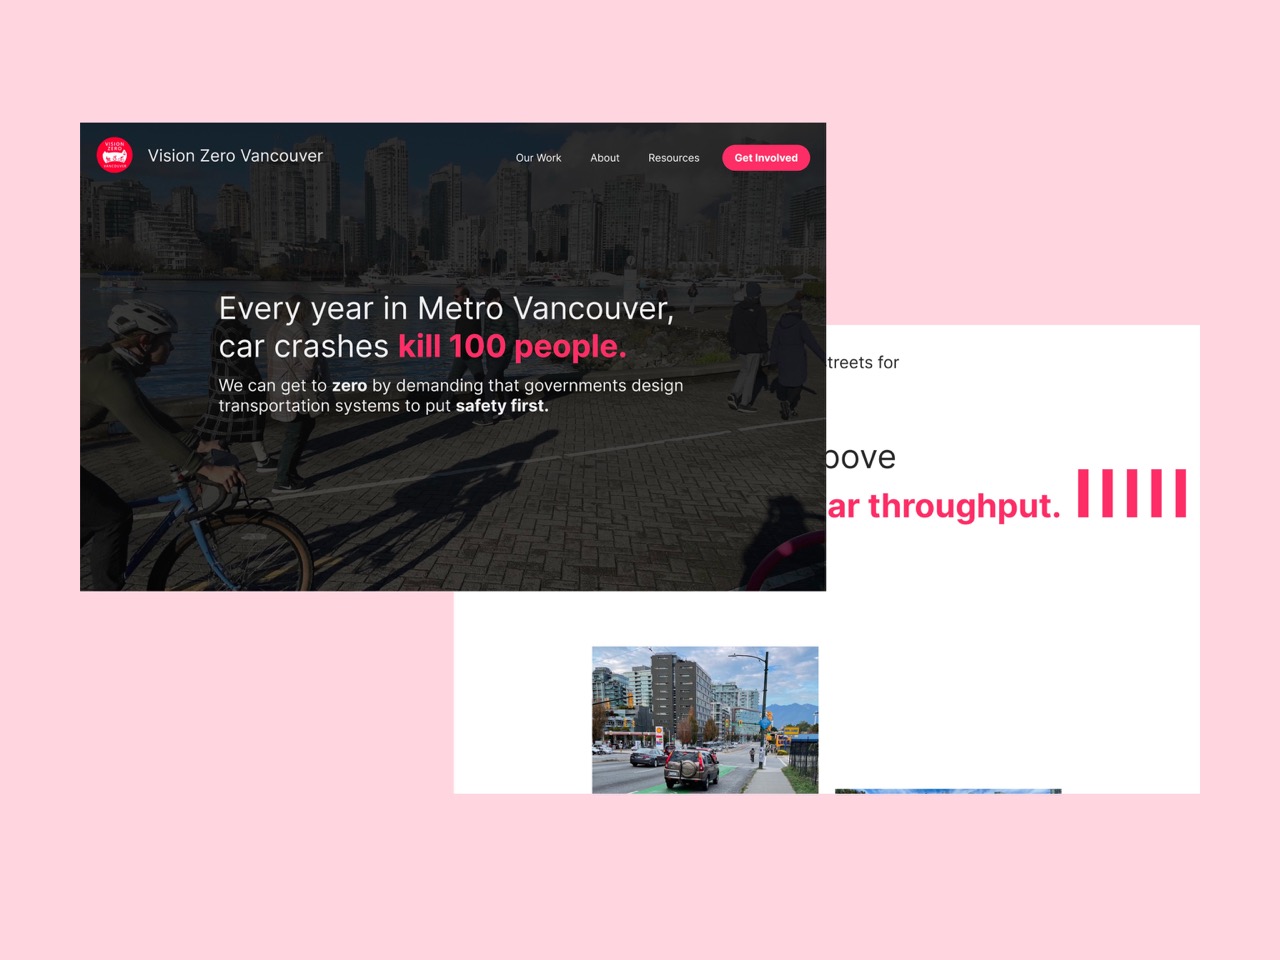 VISION
ZERO
VANCOUVER
Vision Zero Vancouver
Our Work
About
Resources
Get Involved
Every year in Metro Vancouver,
car crashes kill 100 people.
We can get to zero by demanding that governments design
transportation systems to put safety first.
treets for
bove
ar throughput.